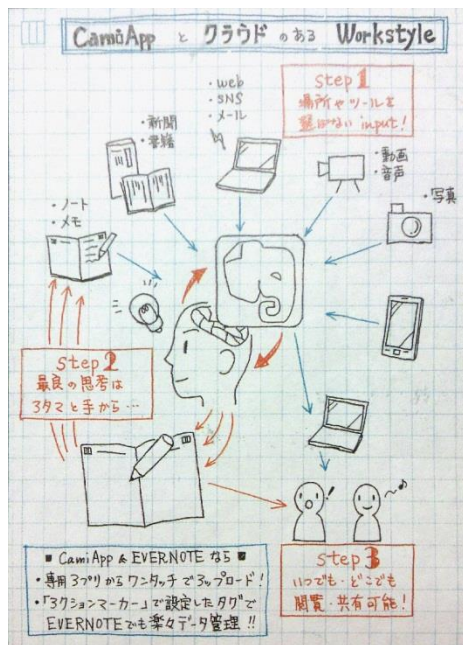 CamiApp と クラウド のある Workstyle
・web
・SNS
・メール
Step 1
場所やツールを
選ばない input!
・新聞
・書籍
・動画
・音声
・写真
・ノート
・メモ
Step 2
最良の思考は
アタマと手から…
!
〜♪
■ CamiApp & EVERNOTE なら ■
・専用アプリからワンタッチでアップロード!
・「アクションマーカー」で設定したタグで
EVERNOTEでも楽々データ管理!!
Step 3
いつでも・どこでも
閲覧・共有可能!